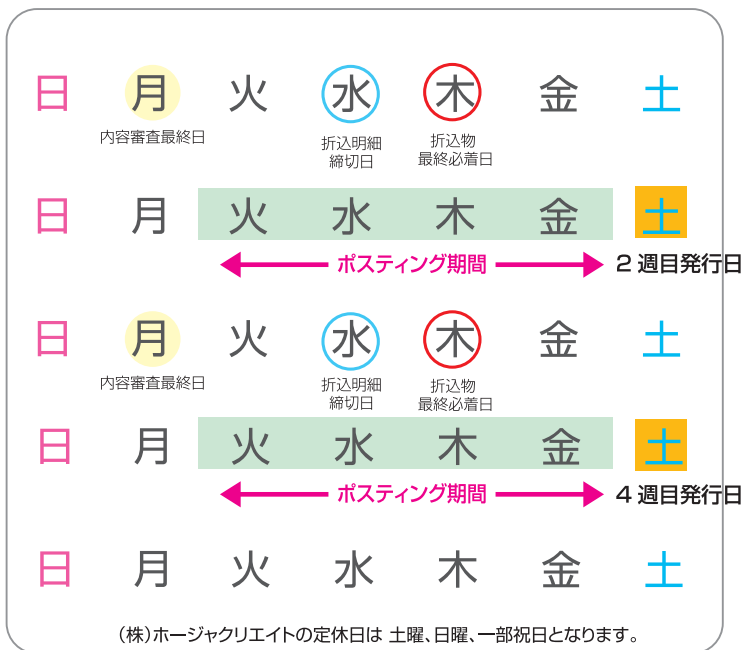 日 月 火 水 木 金 土
内容審査最終日 折込明細 折込物
締切日 最終必着日
日 月 火 水 木 金 土
ポスティング期間 2週目発行日
日 月 火 水 木 金 土
内容審査最終日 折込明細 折込物
締切日 最終必着日
日 月 火 水 木 金 土
ポスティング期間 4週目発行日
日 月 火 水 木 金 土
(株)ホージャクリエイトの定休日は 土曜、日曜、一部祝日となります。